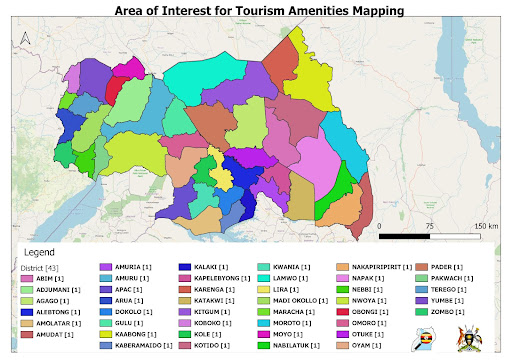 Area of Interest for Tourism Amenities Mapping
0 75 150 km
Legend
District [43]
ABIM [1]
ADJUMANI [1]
AGAGO [1]
ALEBTONG [1]
AMOLATAR [1]
AMUDAT [1]
AMURIA [1]
AMURU [1]
APAC [1]
ARUA [1]
DOKOLO [1]
GULU [1]
KAABONG [1]
KABERAMAIDO [1]
KALAKI [1]
KAPELEBYONG [1]
KARENGA [1]
KATAKWI [1]
KITGUM [1]
KOBOKO [1]
KOLE [1]
KOTIDO [1]
KWANIA [1]
LAMWO [1]
LIRA [2]
MADI OKOLLO [1]
MARACHA [1]
MOROTO [1]
MOYO [1]
NABILATUK [1]
NAKAPIRIPIRIT [1]
NAPAK [1]
NEBBI [1]
NWOYA [1]
OBONGI [1]
OMORO [1]
OTUKE [1]
OYAM [1]
PADER [1]
PAKWACH [1]
TEREGO [1]
YUMBE [1]
ZOMBO [1]